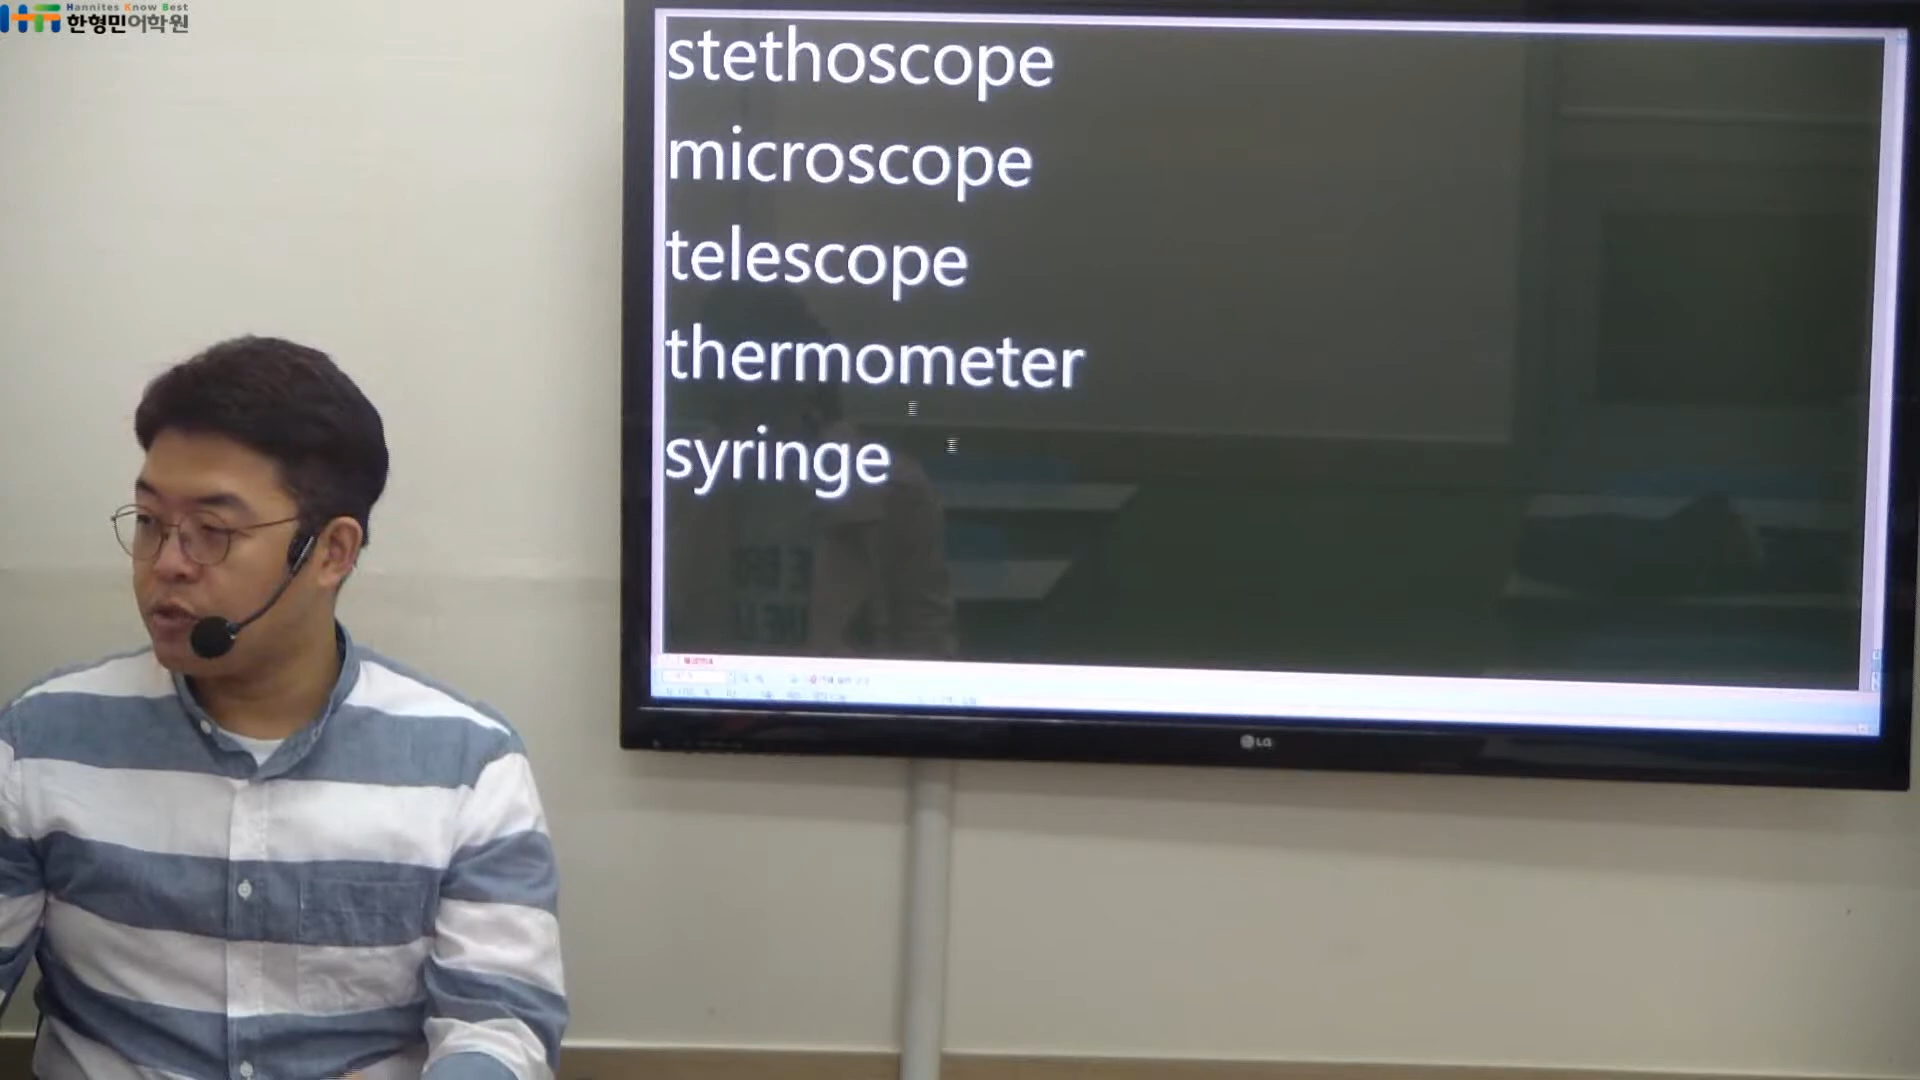 Hannites Know Best
한형민어학원
stethoscope
microscope
telescope
thermometer
syringe
LG